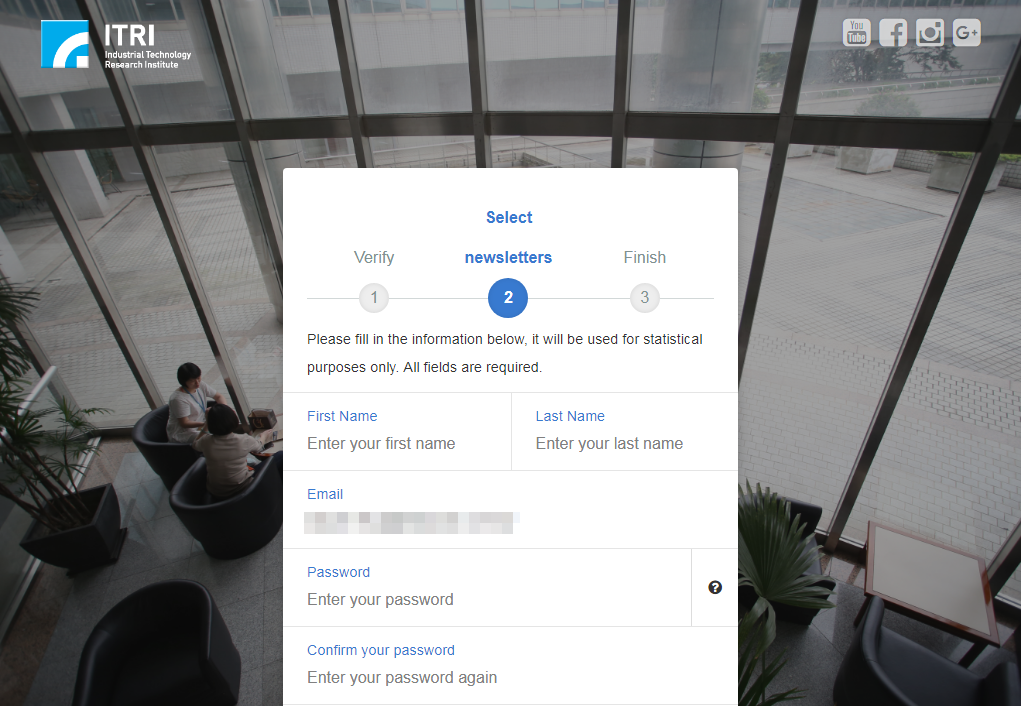 ITRI
Industrial Technology
Research Institute
You
Tube
f
G+
Select
Verify
newsletters
Finish
1
2
3
Please fill in the information below, it will be used for statistical
purposes only. All fields are required.
First Name
Last Name
Enter your first name
Enter your last name
Email
Password
Enter your password
?
Confirm your password
Enter your password again